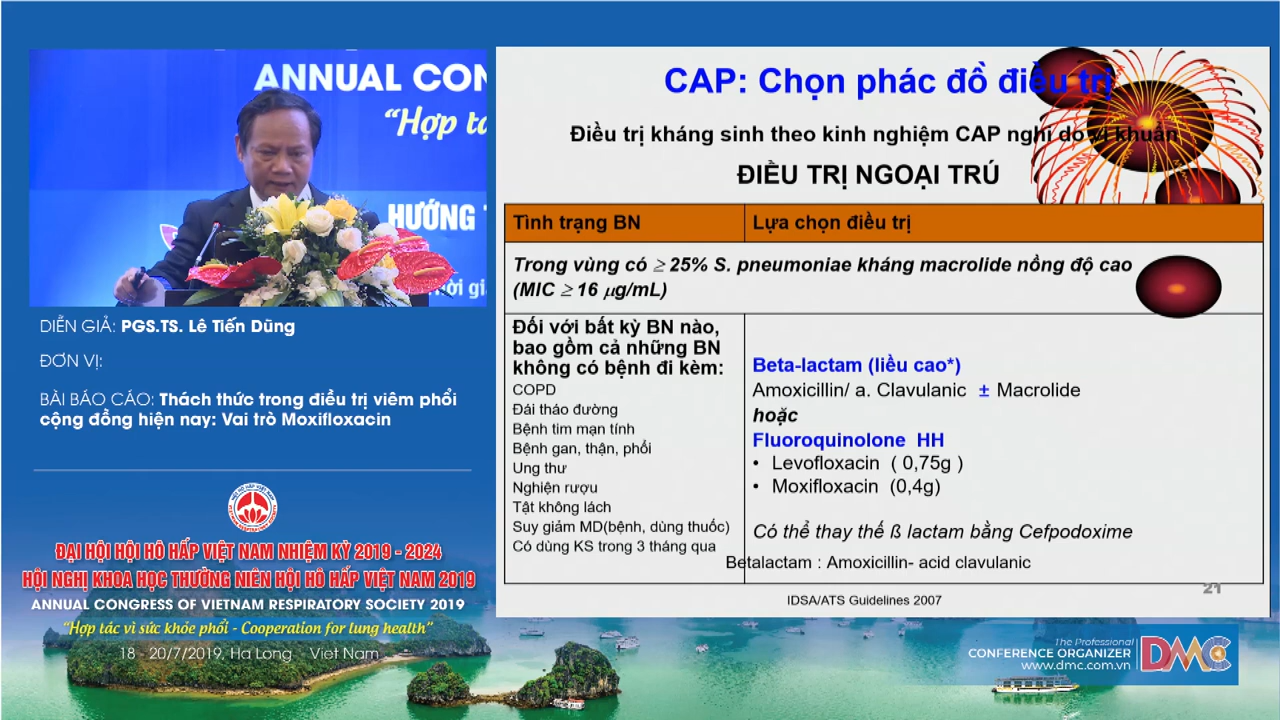 ANNUAL CON
"Hợp tá
HƯỚNG T
hời gi
DIỄN GIẢ: PGS.TS. Lê Tiến Dũng
ĐƠN VỊ:
BÀI BÁO CÁO: Thách thức trong điều trị viêm phổi
cộng đồng hiện nay: Vai trò Moxifloxacin
ĐẠI HỘI HỘI HÔ HẤP VIỆT NAM NHIỆM KỲ 2019 - 2024
HỘI NGHỊ KHOA HỌC THƯỜNG NIÊN HỘI HÔ HẤP VIỆT NAM 2019
ANNUAL CONGRESS OF VIETNAM RESPIRATORY SOCIETY 2019
"Hợp tác vì sức khỏe phổi - Cooperation for lung health"
18 - 20/7/2019, Ha Long Viet Nam
CAP: Chọn phác đồ điều trị
Điều trị kháng sinh theo kinh nghiệm CAP nghi do vi khuẩn
ĐIỀU TRỊ NGOẠI TRÚ
Tình trạng BN
Lựa chọn điều trị
Trong vùng có ≥ 25% S. pneumoniae kháng macrolide nồng độ cao
(MIC ≥ 16 μg/mL)
Đối với bất kỳ BN nào,
bao gồm cả những BN
không có bệnh đi kèm:
COPD
Đái tháo đường
Bệnh tim mạn tính
Bệnh gan, thận, phổi
Ung thư
Nghiện rượu
Tật không lách
Suy giảm MD(bệnh, dùng thuốc)
Có dùng KS trong 3 tháng qua
Beta-lactam (liều cao*)
Amoxicillin/ a. Clavulanic ± Macrolide
hoặc
Fluoroquinolone HH
• Levofloxacin ( 0,75g )
• Moxifloxacin (0,4g)
Có thể thay thế ß lactam bằng Cefpodoxime
Betalactam : Amoxicillin- acid clavulanic
21
IDSA/ATS Guidelines 2007
The Professional
CONFERENCE ORGANIZER
www.dmc.com.vn
DMC